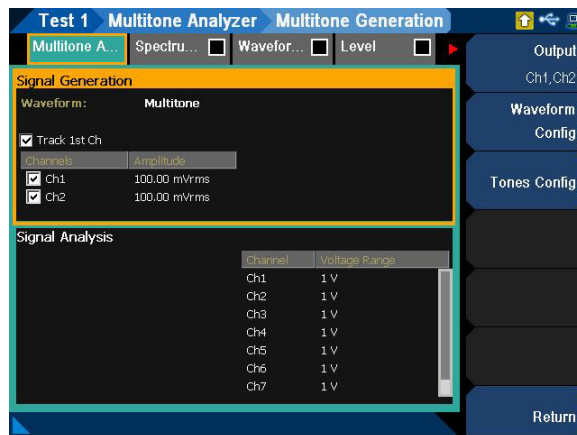 Test 1 Multitone Analyzer Multitone Generation
Multitone A... Spectru... Wavefor... Level
Output
Ch1,Ch2
Signal Generation
Waveform: Multitone
Waveform
Config
Track 1st Ch
Channels Amplitude
Ch1 100.00 mVrms
Ch2 100.00 mVrms
Tones Config
Signal Analysis
Channel Voltage Range
Ch1 1 V
Ch2 1 V
Ch3 1 V
Ch4 1 V
Ch5 1 V
Ch6 1 V
Ch7 1 V
Return